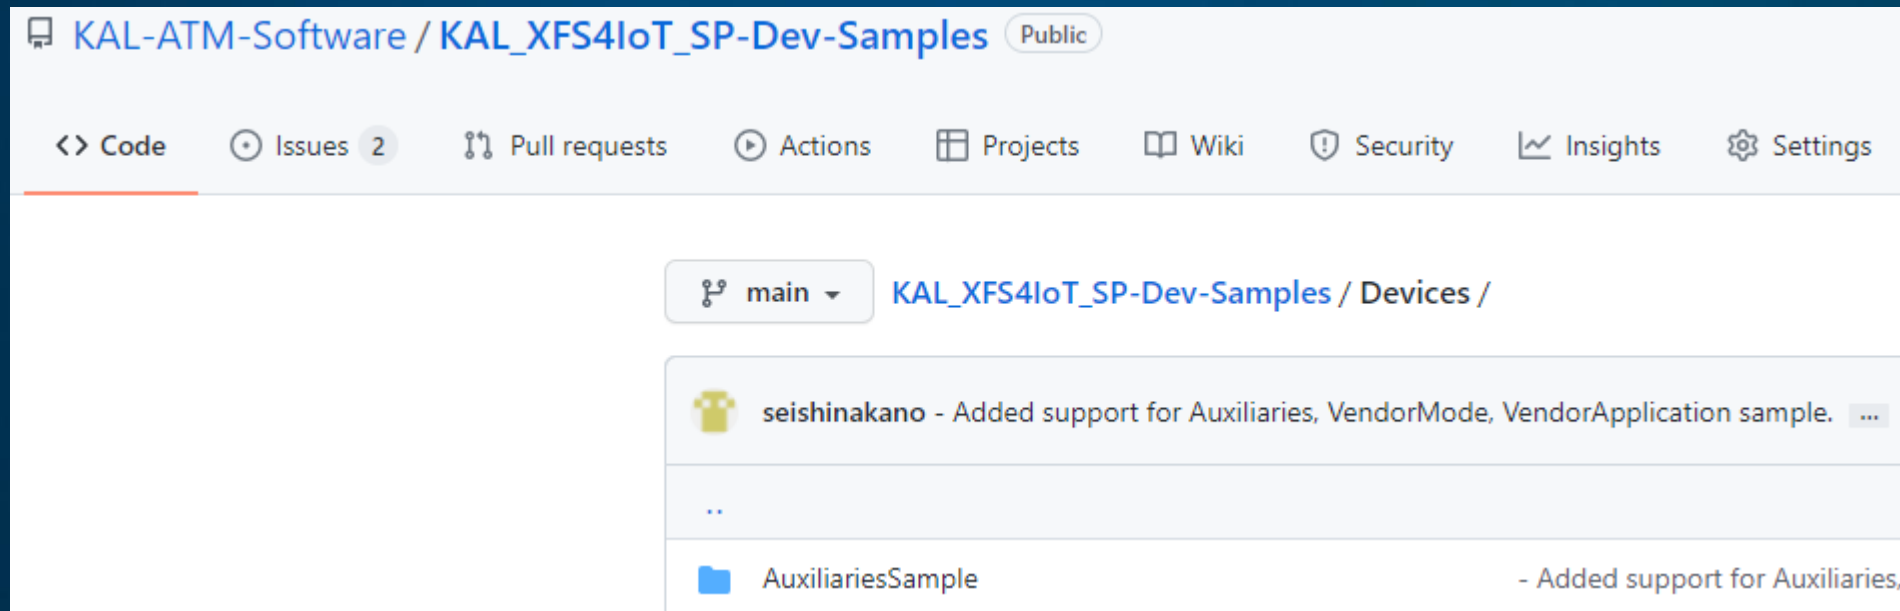 KAL-ATM-Software / KAL_XFS4IoT_SP-Dev-Samples Public
<> Code Issues 2 Pull requests Actions Projects Wiki Security Insights Settings
main KAL_XFS4IoT_SP-Dev-Samples / Devices /
seishinakano - Added support for Auxiliaries, VendorMode, VendorApplication sample. ...
..
AuxiliariesSample - Added support for Auxiliaries,